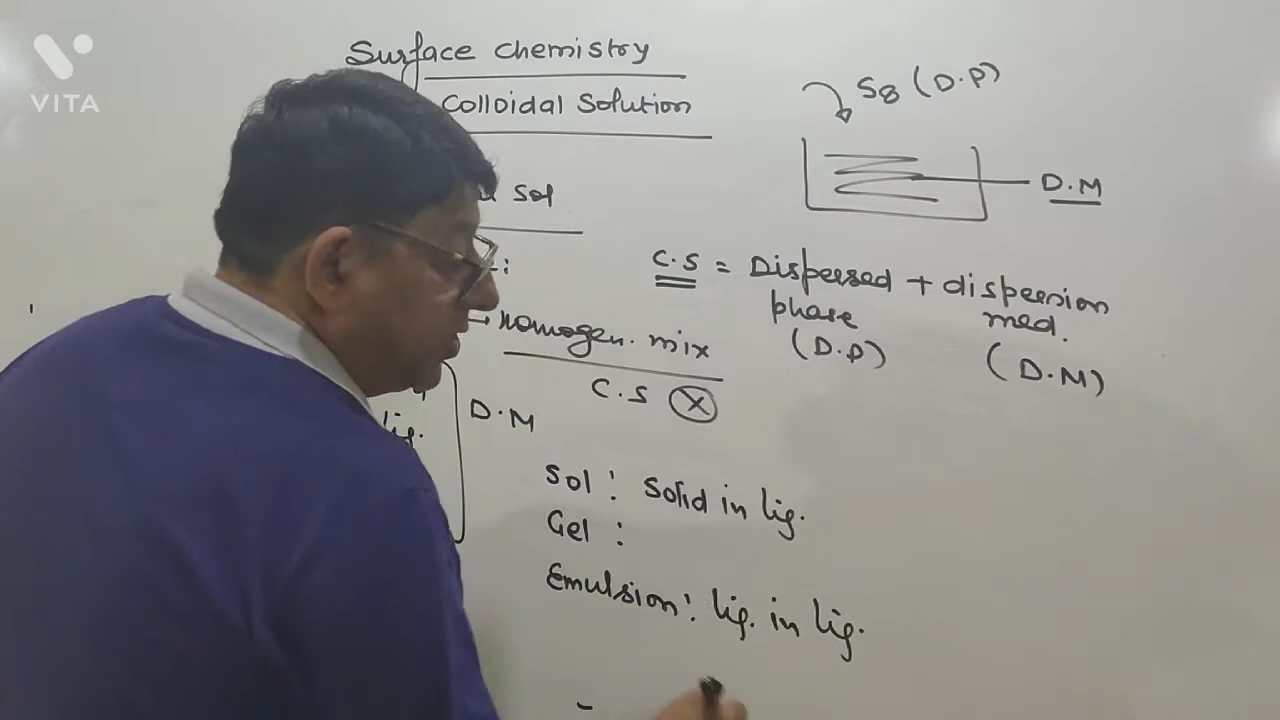 VITA
Surface chemistry
Colloidal Solution
S8 (D.P)
D.M
sol
C.S = Dispersed + dispersion
phase med.
(D.P) (D.M)
→ Homogen. mix
C.S X
D.M
liq.
Sol : Solid in liq.
Gel :
Emulsion : liq. in liq.